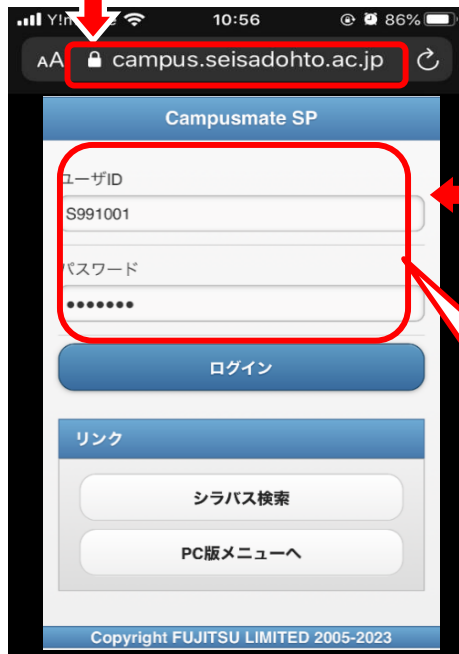 10:56
86%
AA campus.seisadohto.ac.jp
Campusmate SP
ユーザID
S991001
パスワード
•••••••
ログイン
リンク
シラバス検索
PC版メニューへ
Copyright FUJITSU LIMITED 2005-2023